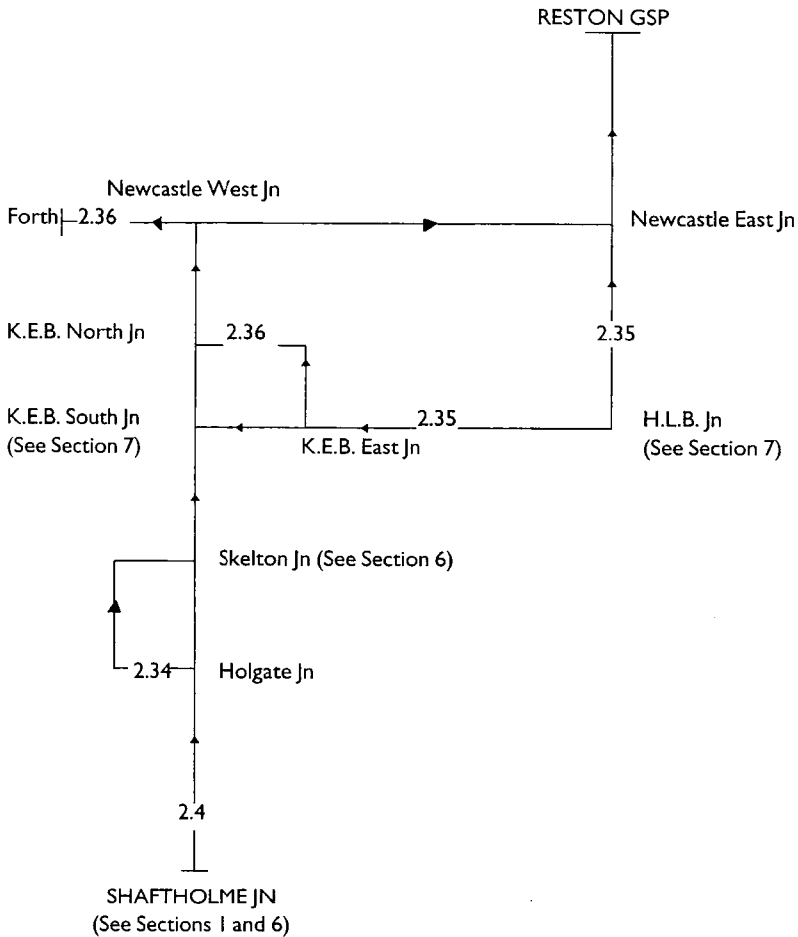 RESTON GSP
Newcastle West Jn
Forth 2.36
Newcastle East Jn
K.E.B. North Jn
2.36
2.35
K.E.B. South Jn
(See Section 7)
2.35
K.E.B. East Jn
H.L.B. Jn
(See Section 7)
Skelton Jn (See Section 6)
2.34
Holgate Jn
2.4
SHAFTHOLME JN
(See Sections 1 and 6)